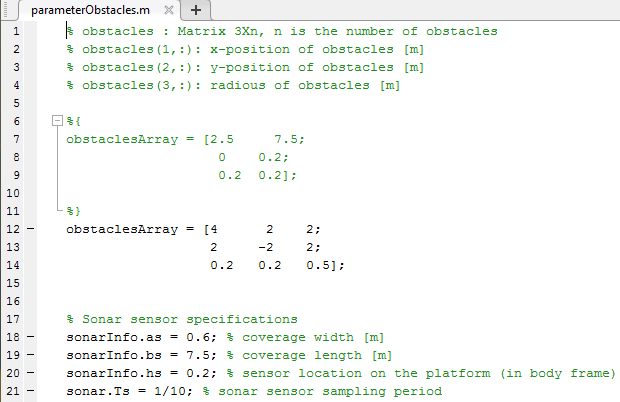 parameterObstacles.m × +
1 % obstacles : Matrix 3Xn, n is the number of obstacles
2 % obstacles(1,:): x-position of obstacles [m]
3 % obstacles(2,:): y-position of obstacles [m]
4 % obstacles(3,:): radious of obstacles [m]
5
6 %{
7 obstaclesArray = [2.5 7.5;
8 0 0.2;
9 0.2 0.2];
10
11 %}
12 – obstaclesArray = [4 2 2;
13 2 -2 2;
14 0.2 0.2 0.5];
15
16
17 % Sonar sensor specifications
18 – sonarInfo.as = 0.6; % coverage width [m]
19 – sonarInfo.bs = 7.5; % coverage length [m]
20 – sonarInfo.hs = 0.2; % sensor location on the platform (in body frame)
21 – sonar.Ts = 1/10; % sonar sensor sampling period